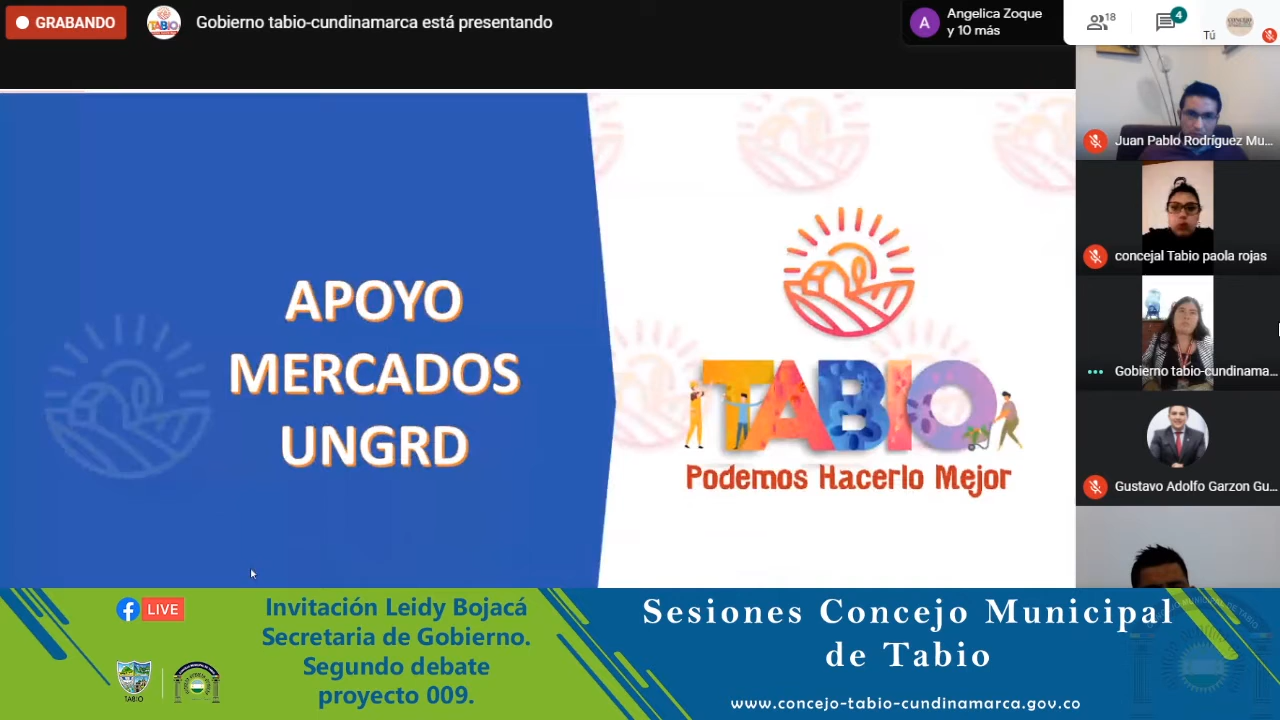 GRABANDO
Gobierno tabio-cundinamarca está presentando
A
Angelica Zoque
y 10 más
18
4
Tú
APOYO
MERCADOS
UNGRD
TABIO
Podemos Hacerlo Mejor
Juan Pablo Rodríguez Mu...
concejal Tabio paola rojas
Gobierno tabio-cundinama...
Gustavo Adolfo Garzon Gu...
LIVE
TABIO
Invitación Leidy Bojacá
Secretaria de Gobierno.
Segundo debate
proyecto 009.
Sesiones Concejo Municipal
de Tabio
www.concejo-tabio-cundinamarca.gov.co